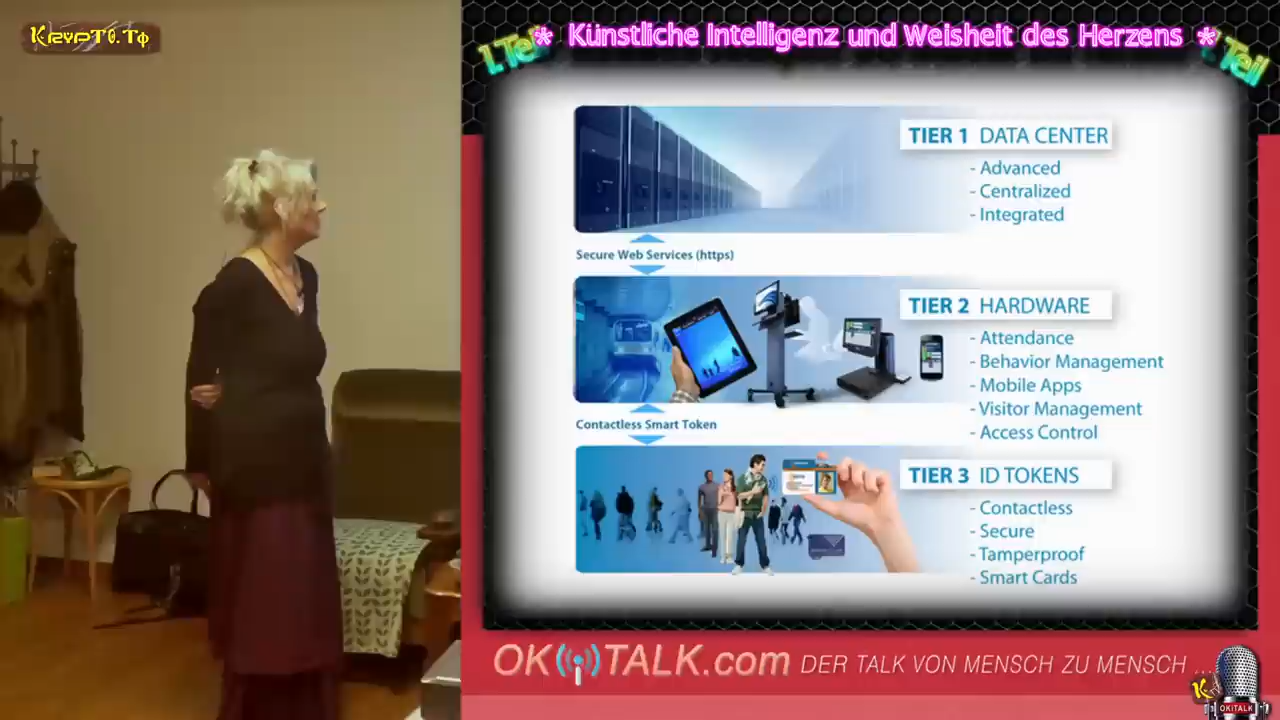 KrypT0.Tφ
1.Teil
* Künstliche Intelligenz und Weisheit des Herzens *
Teil
TIER 1 DATA CENTER
- Advanced
- Centralized
- Integrated
Secure Web Services (https)
TIER 2 HARDWARE
- Attendance
- Behavior Management
- Mobile Apps
- Visitor Management
- Access Control
Contactless Smart Token
TIER 3 ID TOKENS
- Contactless
- Secure
- Tamperproof
- Smart Cards
OKiTALK.com DER TALK VON MENSCH ZU MENSCH ...
OKiTALK